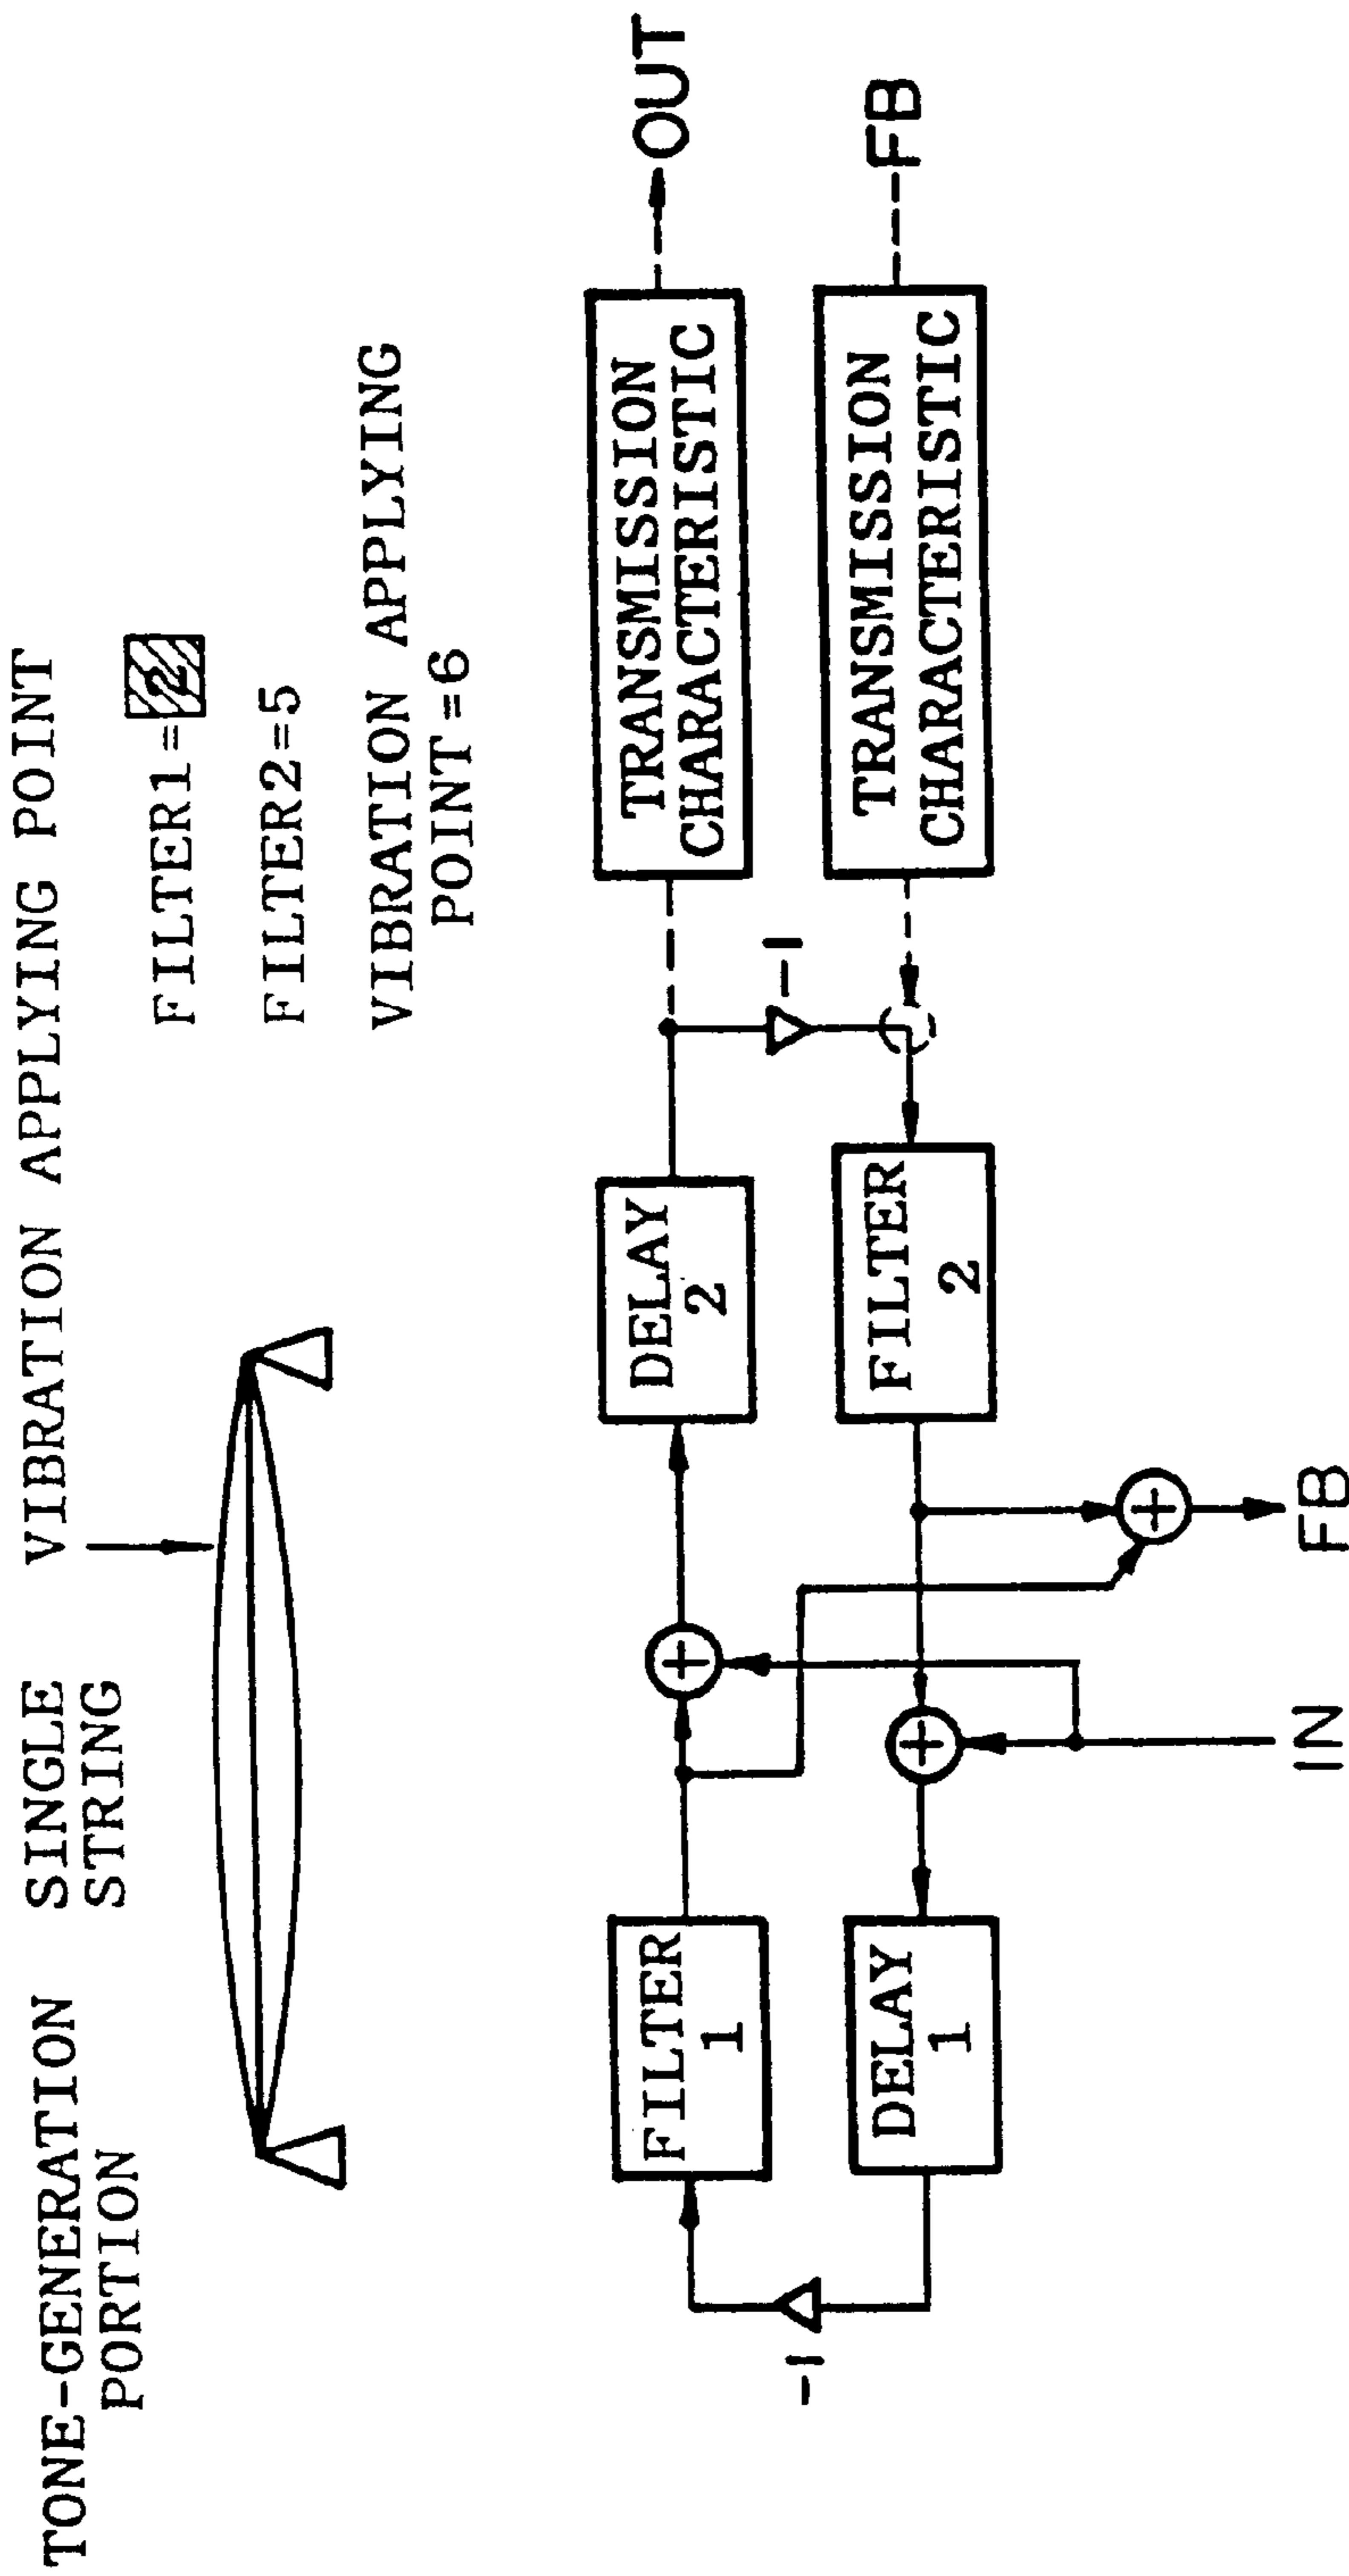 TONE-GENERATION
PORTION
SINGLE
STRING
VIBRATION APPLYING POINT
FILTER1=2
FILTER2=5
VIBRATION APPLYING
POINT=6
-1
FILTER
1
DELAY
2
-1
TRANSMISSION
CHARACTERISTIC
OUT
DELAY
1
FILTER
2
TRANSMISSION
CHARACTERISTIC
FB
IN
FB